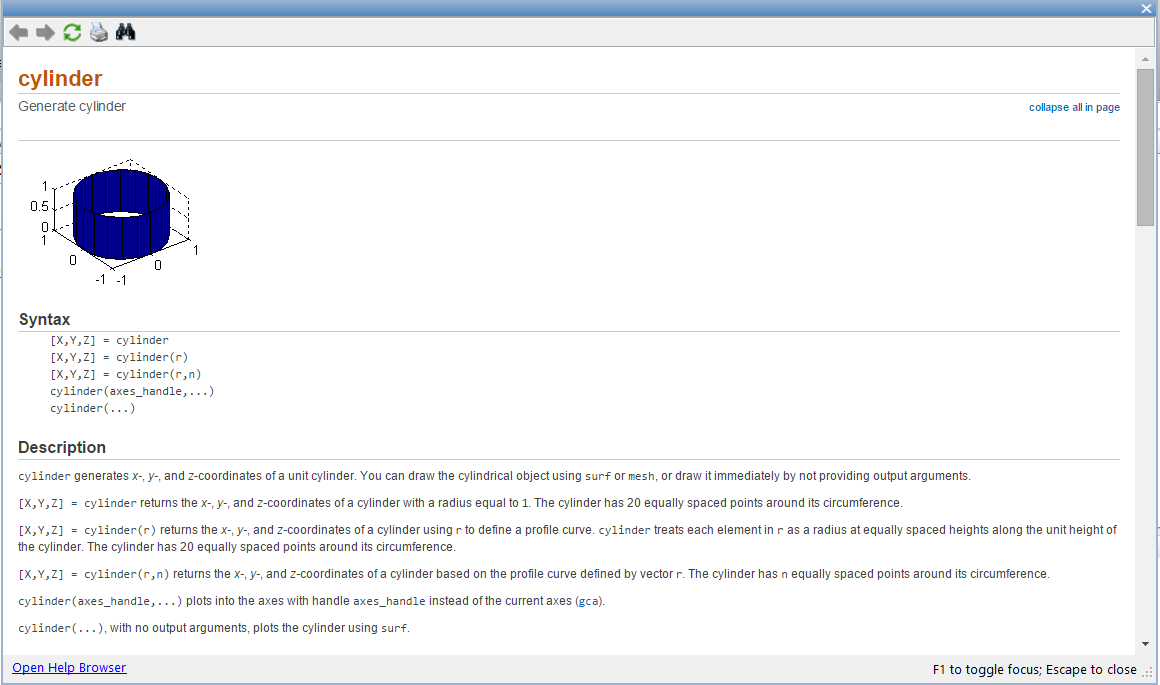 cylinder
Generate cylinder
collapse all in page
1
0.5
0
1
0
-1
-1
0
1
Syntax
[X,Y,Z] = cylinder
[X,Y,Z] = cylinder(r)
[X,Y,Z] = cylinder(r,n)
cylinder(axes_handle,...)
cylinder(...)
Description
cylinder generates x-, y-, and z-coordinates of a unit cylinder. You can draw the cylindrical object using surf or mesh, or draw it immediately by not providing output arguments.
[X,Y,Z] = cylinder returns the x-, y-, and z-coordinates of a cylinder with a radius equal to 1. The cylinder has 20 equally spaced points around its circumference.
[X,Y,Z] = cylinder(r) returns the x-, y-, and z-coordinates of a cylinder using r to define a profile curve. cylinder treats each element in r as a radius at equally spaced heights along the unit height of
the cylinder. The cylinder has 20 equally spaced points around its circumference.
[X,Y,Z] = cylinder(r,n) returns the x-, y-, and z-coordinates of a cylinder based on the profile curve defined by vector r. The cylinder has n equally spaced points around its circumference.
cylinder(axes_handle,...) plots into the axes with handle axes_handle instead of the current axes (gca).
cylinder(...), with no output arguments, plots the cylinder using surf.
Open Help Browser
F1 to toggle focus; Escape to close